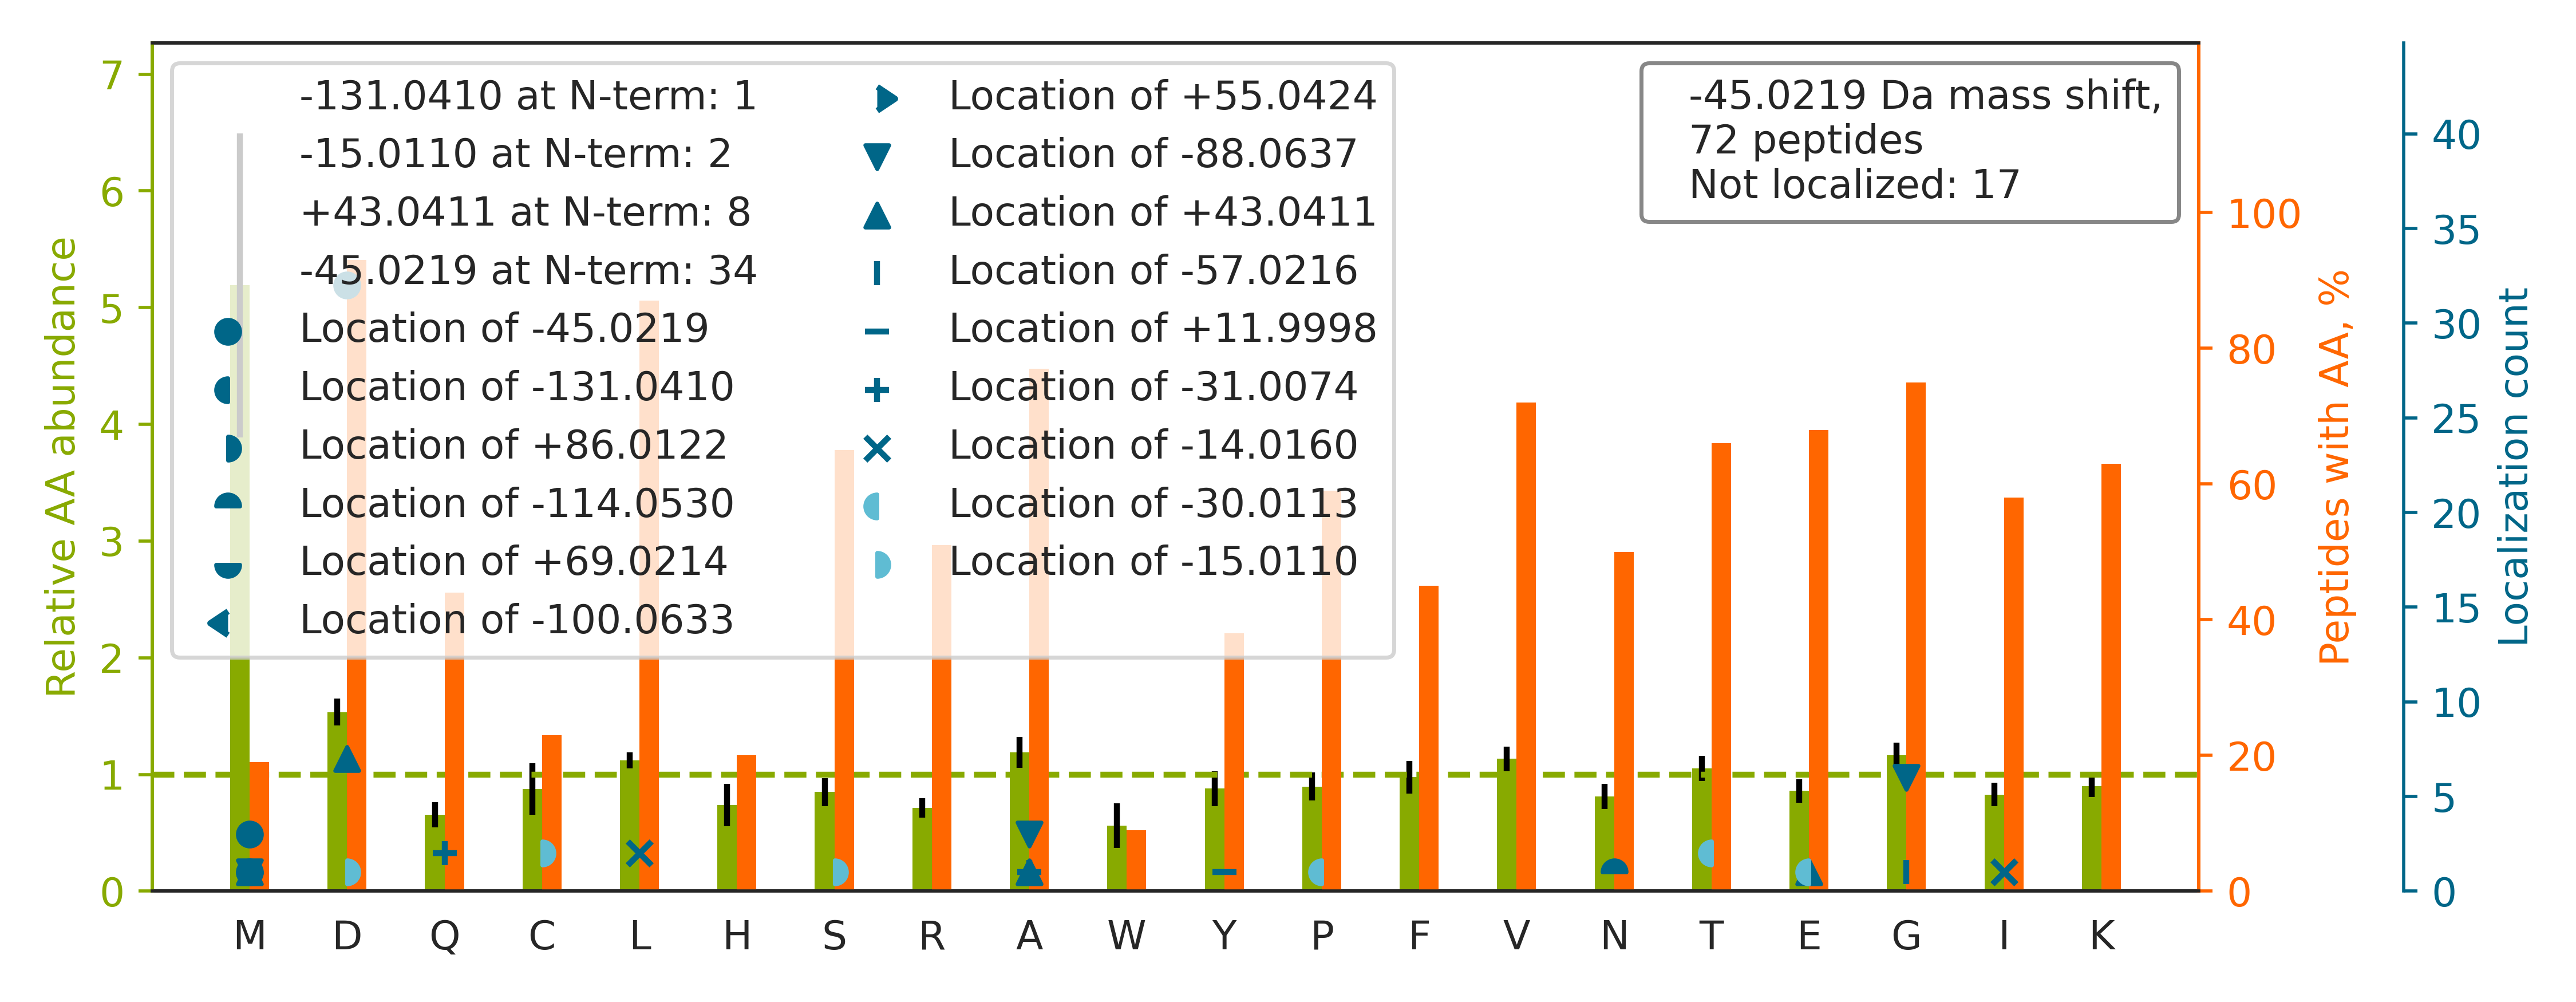 -131.0410 at N-term: 1
-15.0110 at N-term: 2
+43.0411 at N-term: 8
-45.0219 at N-term: 34
Location of -45.0219
Location of -131.0410
Location of +86.0122
Location of -114.0530
Location of +69.0214
Location of -100.0633
Location of +55.0424
Location of -88.0637
Location of +43.0411
Location of -57.0216
Location of +11.9998
Location of -31.0074
Location of -14.0160
Location of -30.0113
Location of -15.0110
-45.0219 Da mass shift,
72 peptides
Not localized: 17
Relative AA abundance
7
6
5
4
3
2
1
0
M D Q C L H S R A W Y P F V N T E G I K
100
80
60
40
20
0
Peptides with AA, %
40
35
30
25
20
15
10
5
0
Localization count